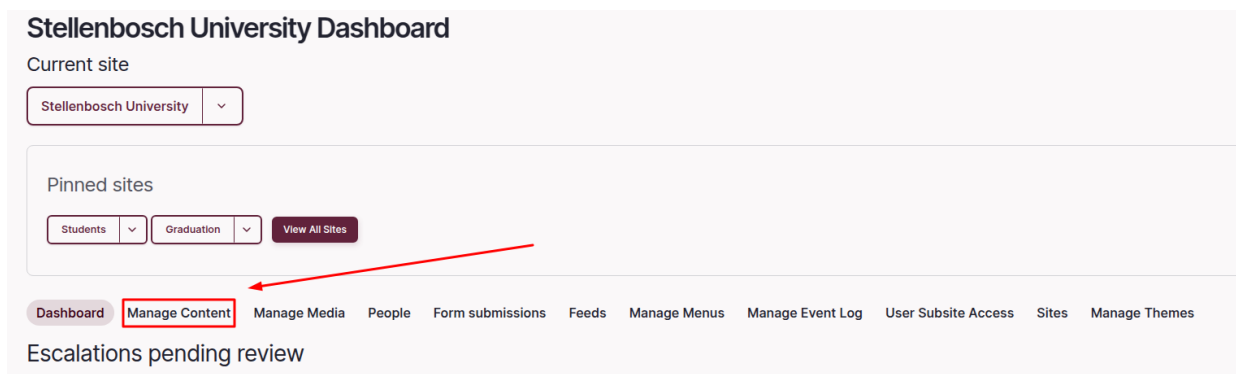 Stellenbosch University Dashboard
Current site
Stellenbosch University
Pinned sites
Students Graduation View All Sites
Dashboard Manage Content Manage Media People Form submissions Feeds Manage Menus Manage Event Log User Subsite Access Sites Manage Themes
Escalations pending review